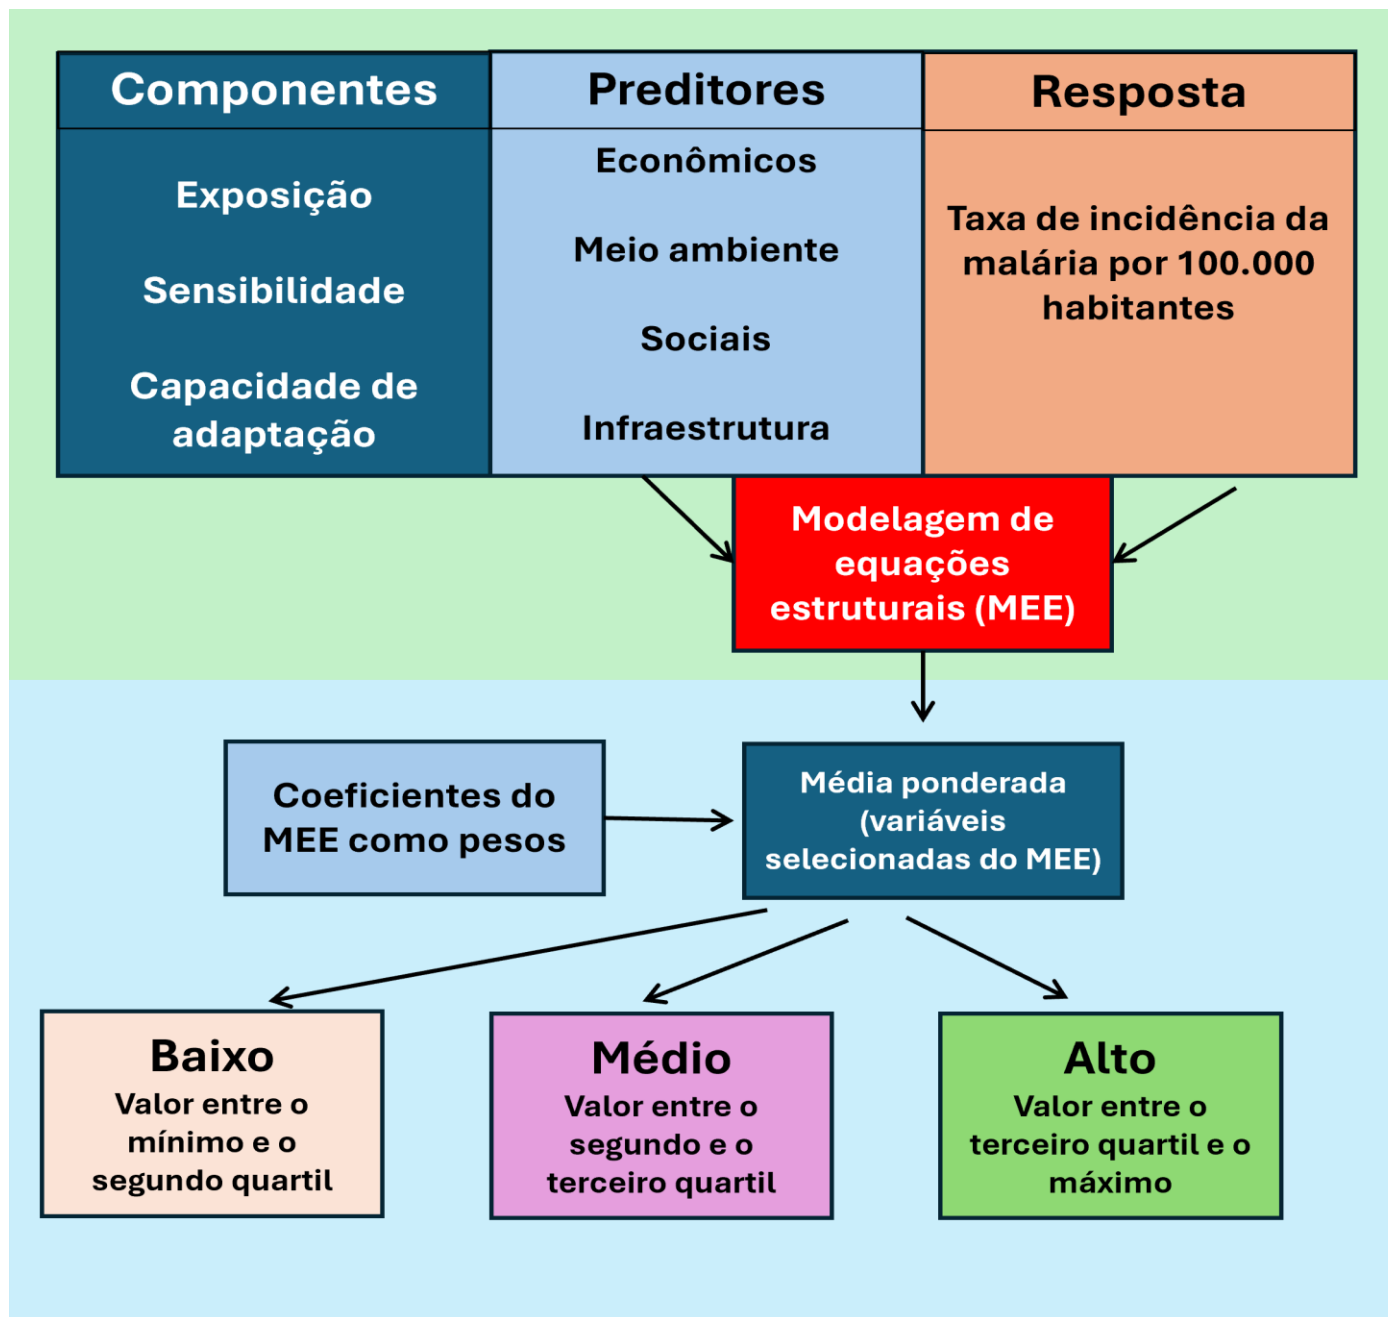 Componentes
Exposição
Sensibilidade
Capacidade de
adaptação
Preditores
Econômicos
Meio ambiente
Sociais
Infraestrutura
Resposta
Taxa de incidência da
malária por 100.000
habitantes
Modelagem de
equações
estruturais (MEE)
Coeficientes do
MEE como pesos
Média ponderada
(variáveis
selecionadas do MEE)
Baixo
Valor entre o
mínimo e o
segundo quartil
Médio
Valor entre o
segundo e o
terceiro quartil
Alto
Valor entre o
terceiro quartil e o
máximo